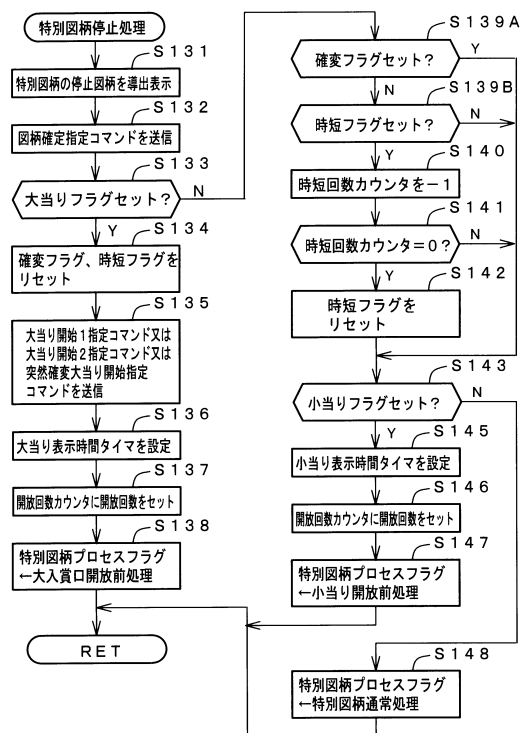 特別図柄停止処理
S131
特別図柄の停止図柄を導出表示
S132
図柄確定指定コマンドを送信
S133
大当りフラグセット？
N
Y
S134
確変フラグ、時短フラグを
リセット
S135
大当り開始1指定コマンド又は
大当り開始2指定コマンド又は
突然確変大当り開始指定
コマンドを送信
S136
大当り表示時間タイマを設定
S137
開放回数カウンタに開放回数をセット
S138
特別図柄プロセスフラグ
←大入賞口開放前処理
RET
S139A
確変フラグセット？
Y
N
S139B
時短フラグセット？
N
Y
S140
時短回数カウンタを－1
S141
時短回数カウンタ＝0？
N
Y
S142
時短フラグを
リセット
S143
小当りフラグセット？
N
Y
S145
小当り表示時間タイマを設定
S146
開放回数カウンタに開放回数をセット
S147
特別図柄プロセスフラグ
←小当り開放前処理
S148
特別図柄プロセスフラグ
←特別図柄通常処理